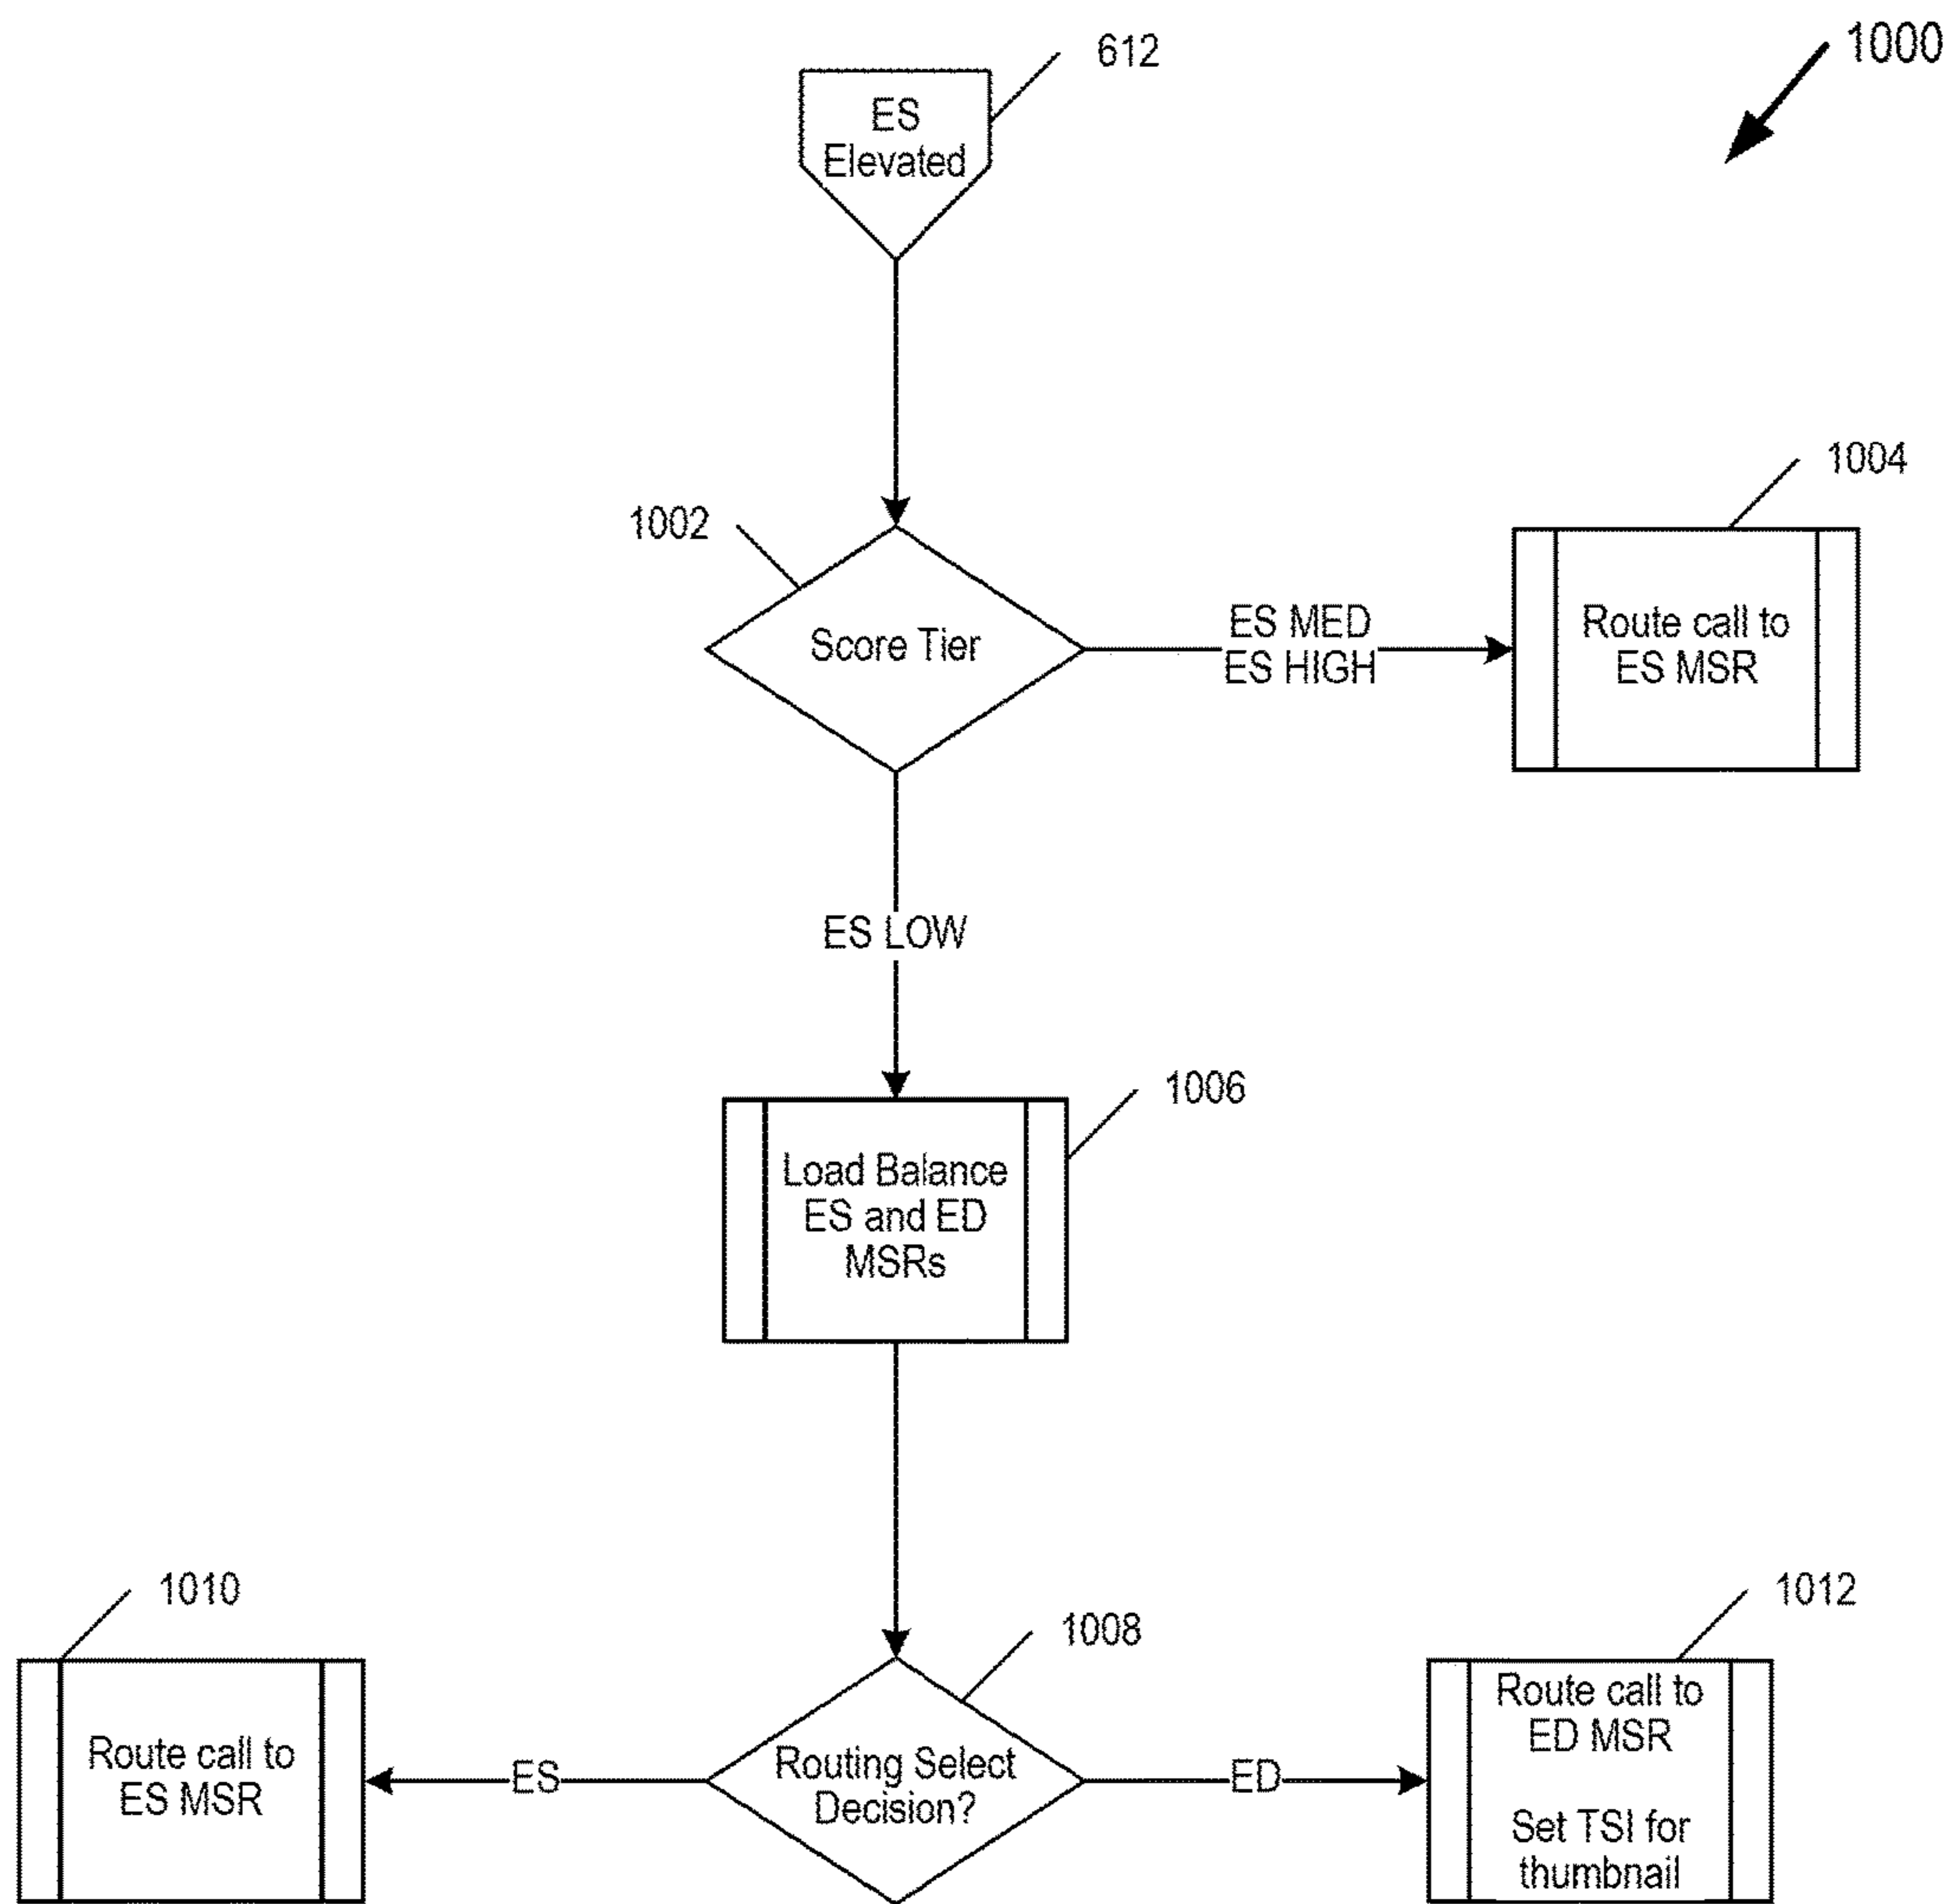 1000
612
ES
Elevated
1002
Score Tier
ES MED
ES HIGH
1004
Route call to
ES MSR
ES LOW
1006
Load Balance
ES and ED
MSRs
1008
Routing Select
Decision?
ES
1010
Route call to
ES MSR
ED
1012
Route call to
ED MSR
Set TSI for
thumbnail